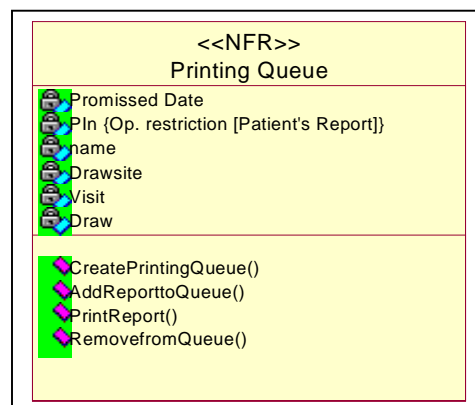 <<NFR>>
Printing Queue
Promissed Date
PIn {Op. restriction [Patient's Report]}
name
Drawsite
Visit
Draw
CreatePrintingQueue()
AddReporttoQueue()
PrintReport()
RemovefromQueue()